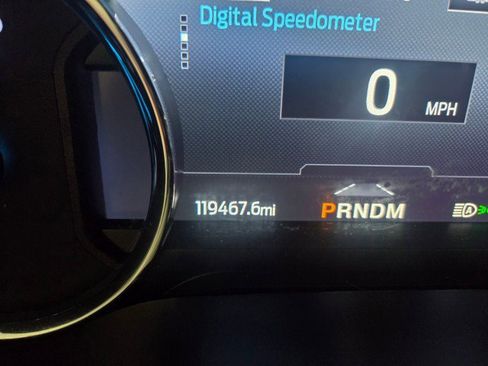 Digital Speedometer
0
MPH
119467.6mi
PRNDM
A